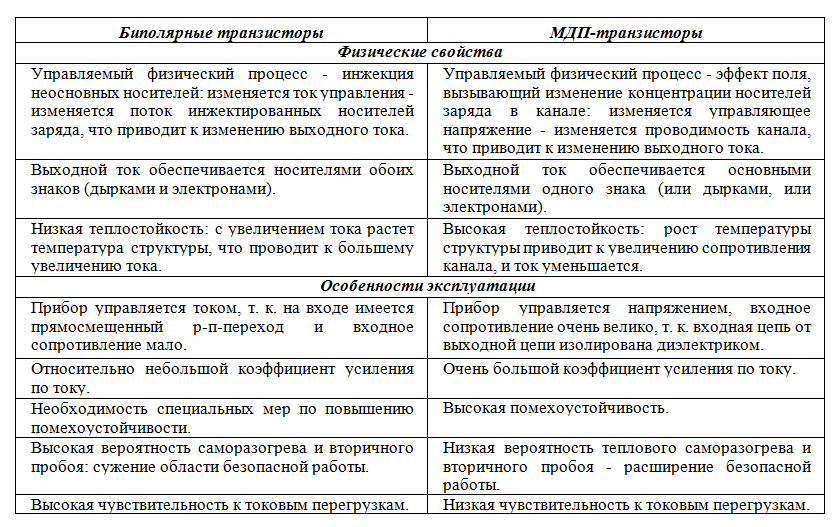 Биполярные транзисторы
МДП-транзисторы
Физические свойства
Управляемый физический процесс - инжекция
неосновных носителей: изменяется ток управления -
изменяется поток инжектированных носителей
заряда, что приводит к изменению выходного тока.
Управляемый физический процесс - эффект поля,
вызывающий изменение концентрации носителей
заряда в канале: изменяется управляющее
напряжение - изменяется проводимость канала,
что приводит к изменению выходного тока.
Выходной ток обеспечивается носителями обоих
знаков (дырками и электронами).
Выходной ток обеспечивается основными
носителями одного знака (или дырками, или
электронами).
Низкая теплостойкость: с увеличением тока растет
температура структуры, что проводит к большему
увеличению тока.
Высокая теплостойкость: рост температуры
структуры приводит к увеличению сопротивления
канала, и ток уменьшается.
Особенности эксплуатации
Прибор управляется током, т. к. на входе имеется
прямосмещенный p-n-переход и входное
сопротивление мало.
Прибор управляется напряжением, входное
сопротивление очень велико, т. к. входная цепь от
выходной цепи изолирована диэлектриком.
Относительно небольшой коэффициент усиления
по току.
Очень большой коэффициент усиления по току.
Необходимость специальных мер по повышению
помехоустойчивости.
Высокая помехоустойчивость.
Высокая вероятность саморазогрева и вторичного
пробоя: сужение области безопасной работы.
Низкая вероятность теплового саморазогрева и
вторичного пробоя - расширение безопасной
работы.
Высокая чувствительность к токовым перегрузкам.
Низкая чувствительность к токовым перегрузкам.